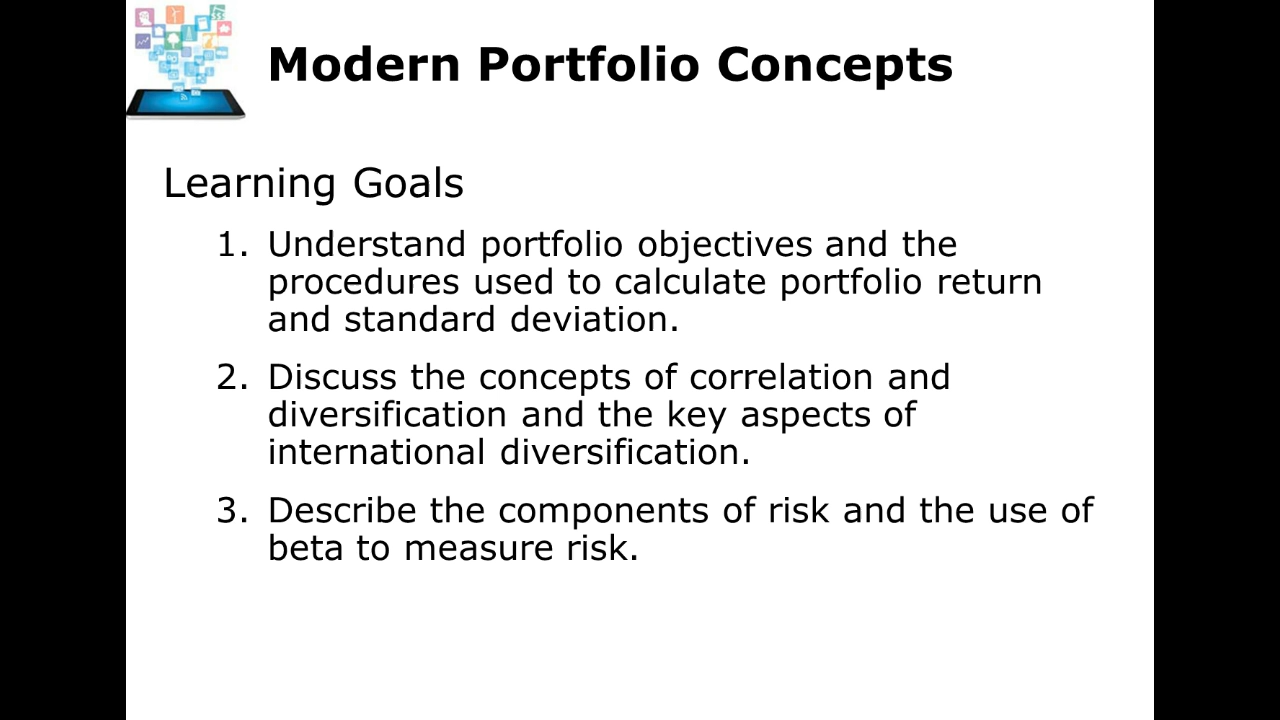 Modern Portfolio Concepts
Learning Goals
1. Understand portfolio objectives and the
procedures used to calculate portfolio return
and standard deviation.
2. Discuss the concepts of correlation and
diversification and the key aspects of
international diversification.
3. Describe the components of risk and the use of
beta to measure risk.